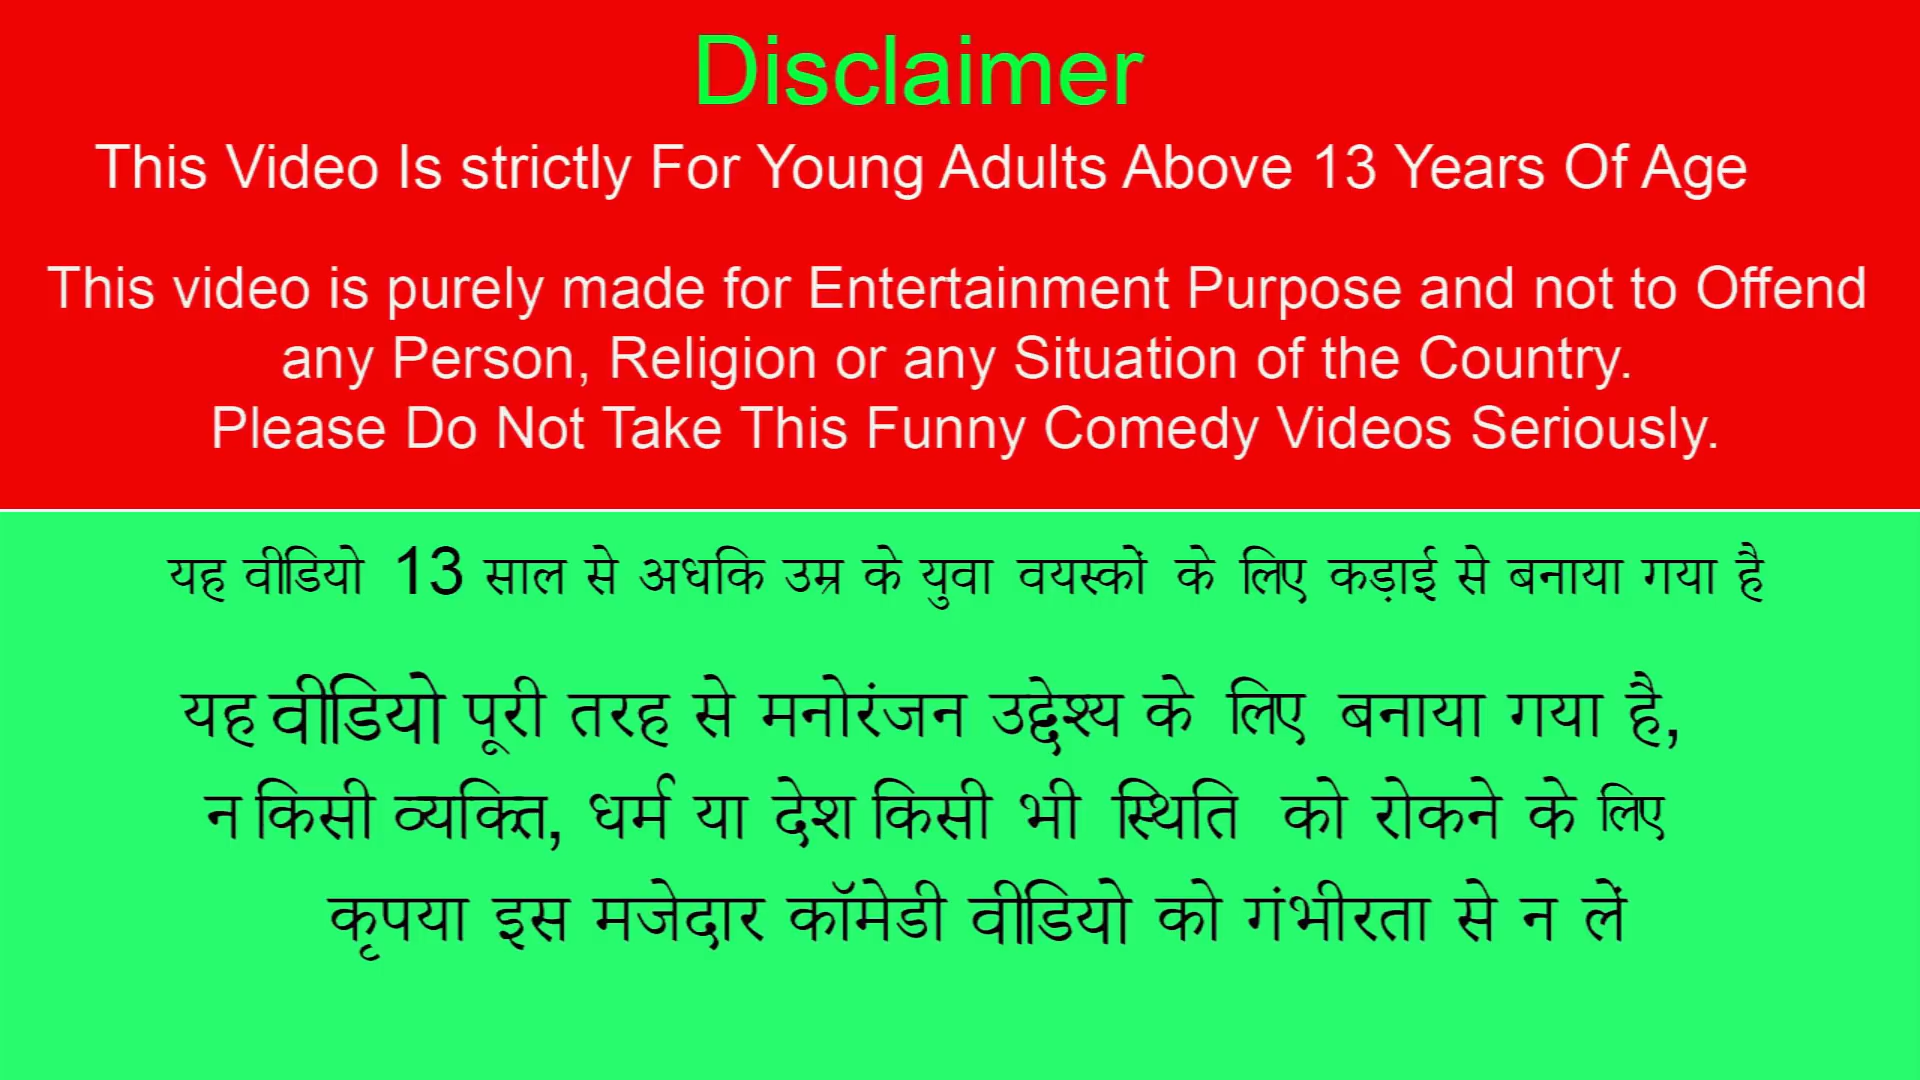 Disclaimer
This Video Is strictly For Young Adults Above 13 Years Of Age
This video is purely made for Entertainment Purpose and not to Offend
any Person, Religion or any Situation of the Country.
Please Do Not Take This Funny Comedy Videos Seriously.
यह वीडियो 13 साल से अधकि उम्र के युवा वयस्कों के लिए कड़ाई से बनाया गया है
यह वीडियो पूरी तरह से मनोरंजन उद्देश्य के लिए बनाया गया है,
न किसी व्यक्ति, धर्म या देश किसी भी स्थिति को रोकने के लिए
कृपया इस मजेदार कॉमेडी वीडियो को गंभीरता से न लें